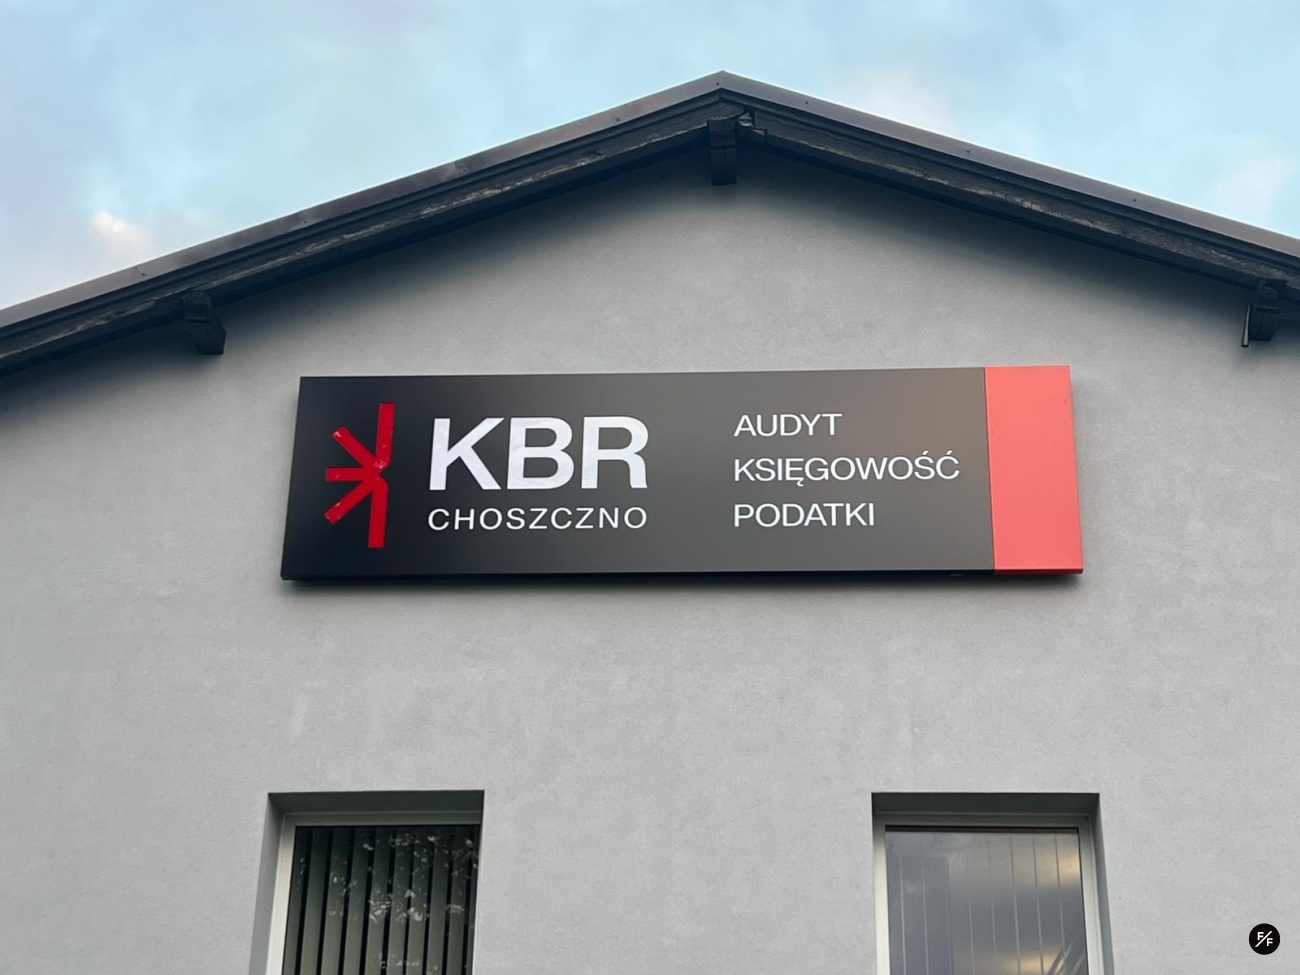 KBR
CHOSZCZNO
AUDYT
KSIĘGOWOŚĆ
PODATKI
F/F